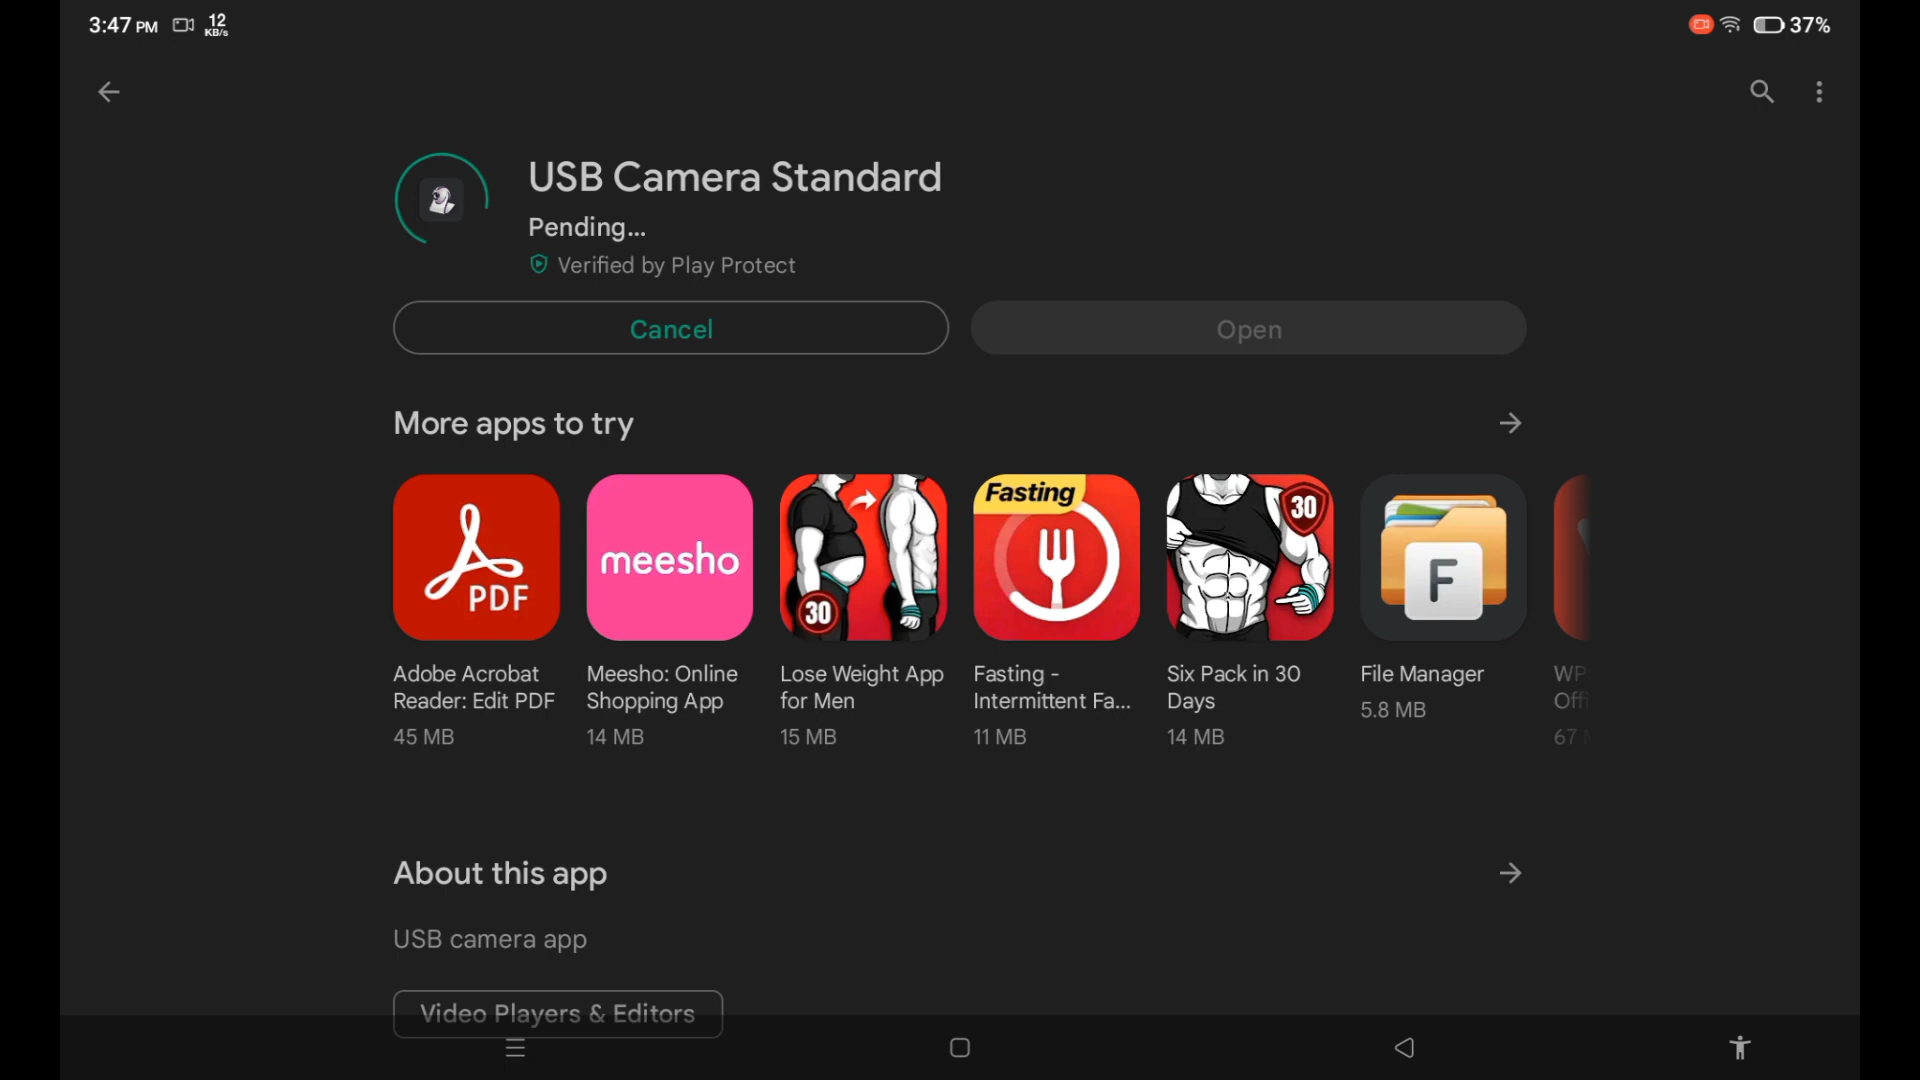 3:47 PM 12 KB/s 37%
USB Camera Standard
Pending...
Verified by Play Protect
Cancel Open
More apps to try
PDF
meesho
30
Fasting
30
F
Adobe Acrobat
Reader: Edit PDF
45 MB
Meesho: Online
Shopping App
14 MB
Lose Weight App
for Men
15 MB
Fasting -
Intermittent Fa...
11 MB
Six Pack in 30
Days
14 MB
File Manager
5.8 MB
WP
Off
67
About this app
USB camera app
Video Players & Editors